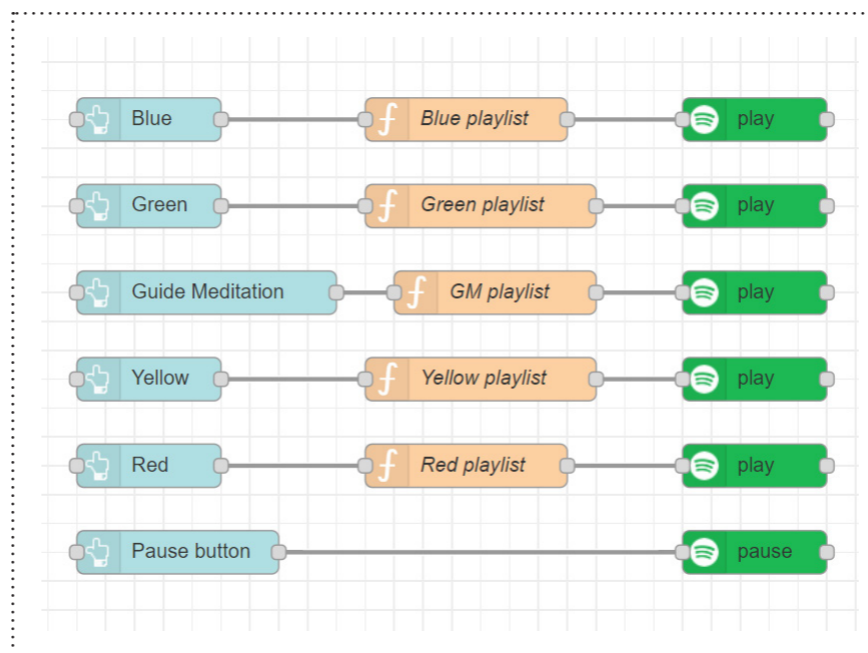 Blue
Blue playlist
play
Green
Green playlist
play
Guide Meditation
GM playlist
play
Yellow
Yellow playlist
play
Red
Red playlist
play
Pause button
pause